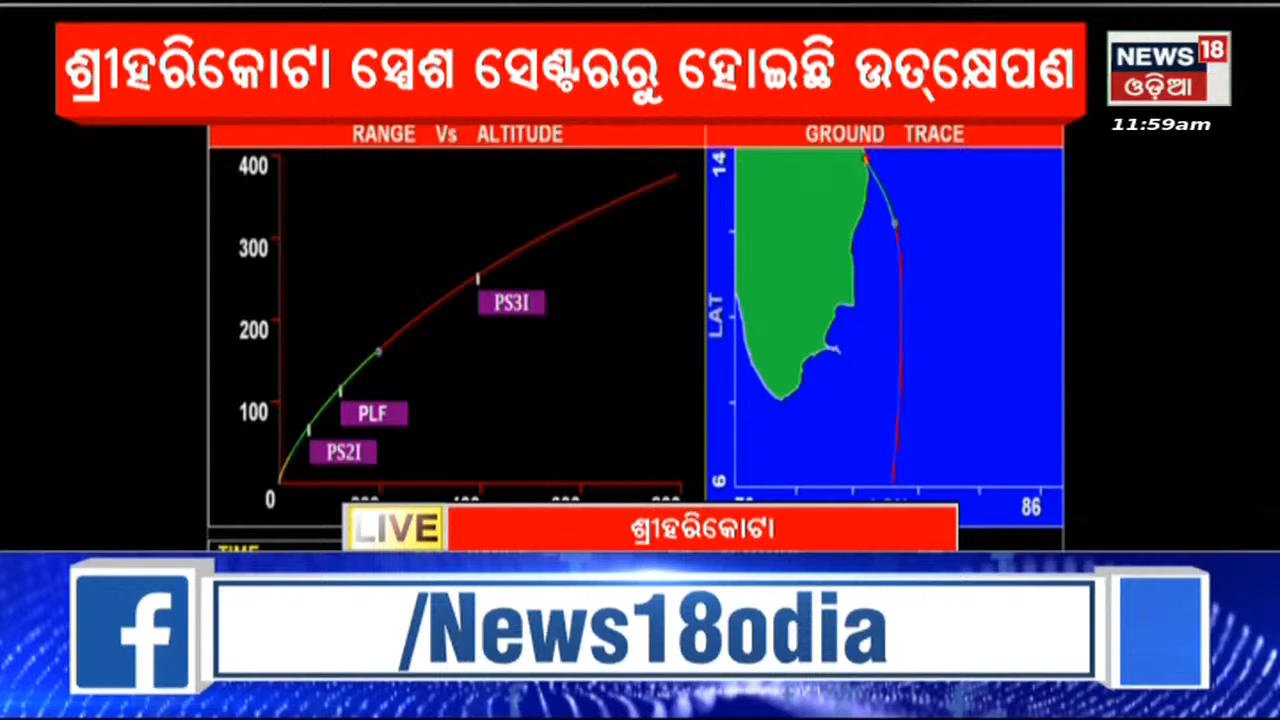 ଶ୍ରୀହରିକୋଟା ସ୍ପେଶ ସେଣ୍ଟରରୁ ହୋଇଛି ଉତ୍‌କ୍ଷେପଣ
NEWS 18
ଓଡ଼ିଆ
11:59am
RANGE Vs ALTITUDE
GROUND TRACE
400
300
200
100
0
PS3I
PLF
PS2I
14
LAT
6
86
LIVE
ଶ୍ରୀହରିକୋଟା
TIME
/News18odia